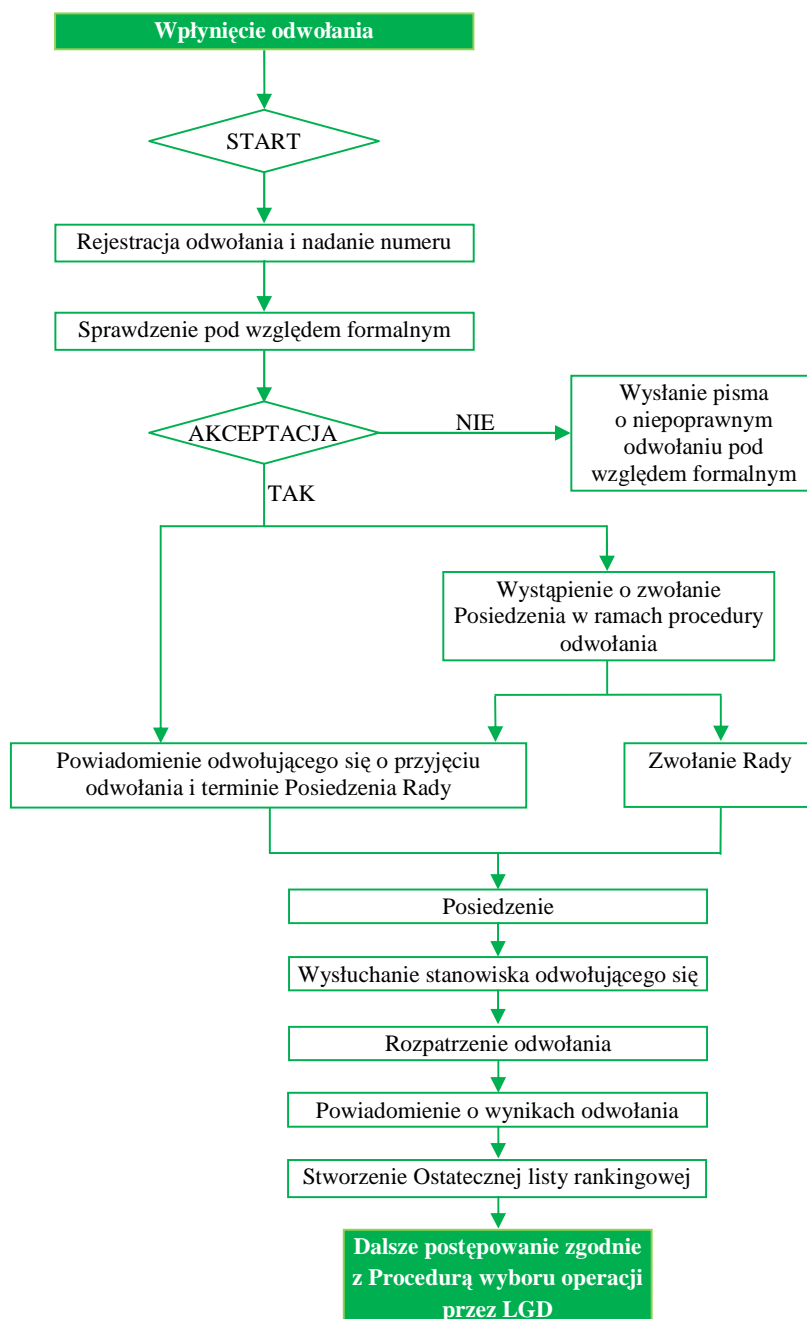 Wpłynięcie odwołania
START
Rejestracja odwołania i nadanie numeru
Sprawdzenie pod względem formalnym
AKCEPTACJA
NIE
Wysłanie pisma
o niepoprawnym
odwołaniu pod
względem formalnym
TAK
Wystąpienie o zwołanie
Posiedzenia w ramach procedury
odwołania
Powiadomienie odwołującego się o przyjęciu
odwołania i terminie Posiedzenia Rady
Zwołanie Rady
Posiedzenie
Wysłuchanie stanowiska odwołującego się
Rozpatrzenie odwołania
Powiadomienie o wynikach odwołania
Stworzenie Ostatecznej listy rankingowej
Dalsze postępowanie zgodnie
z Procedurą wyboru operacji
przez LGD